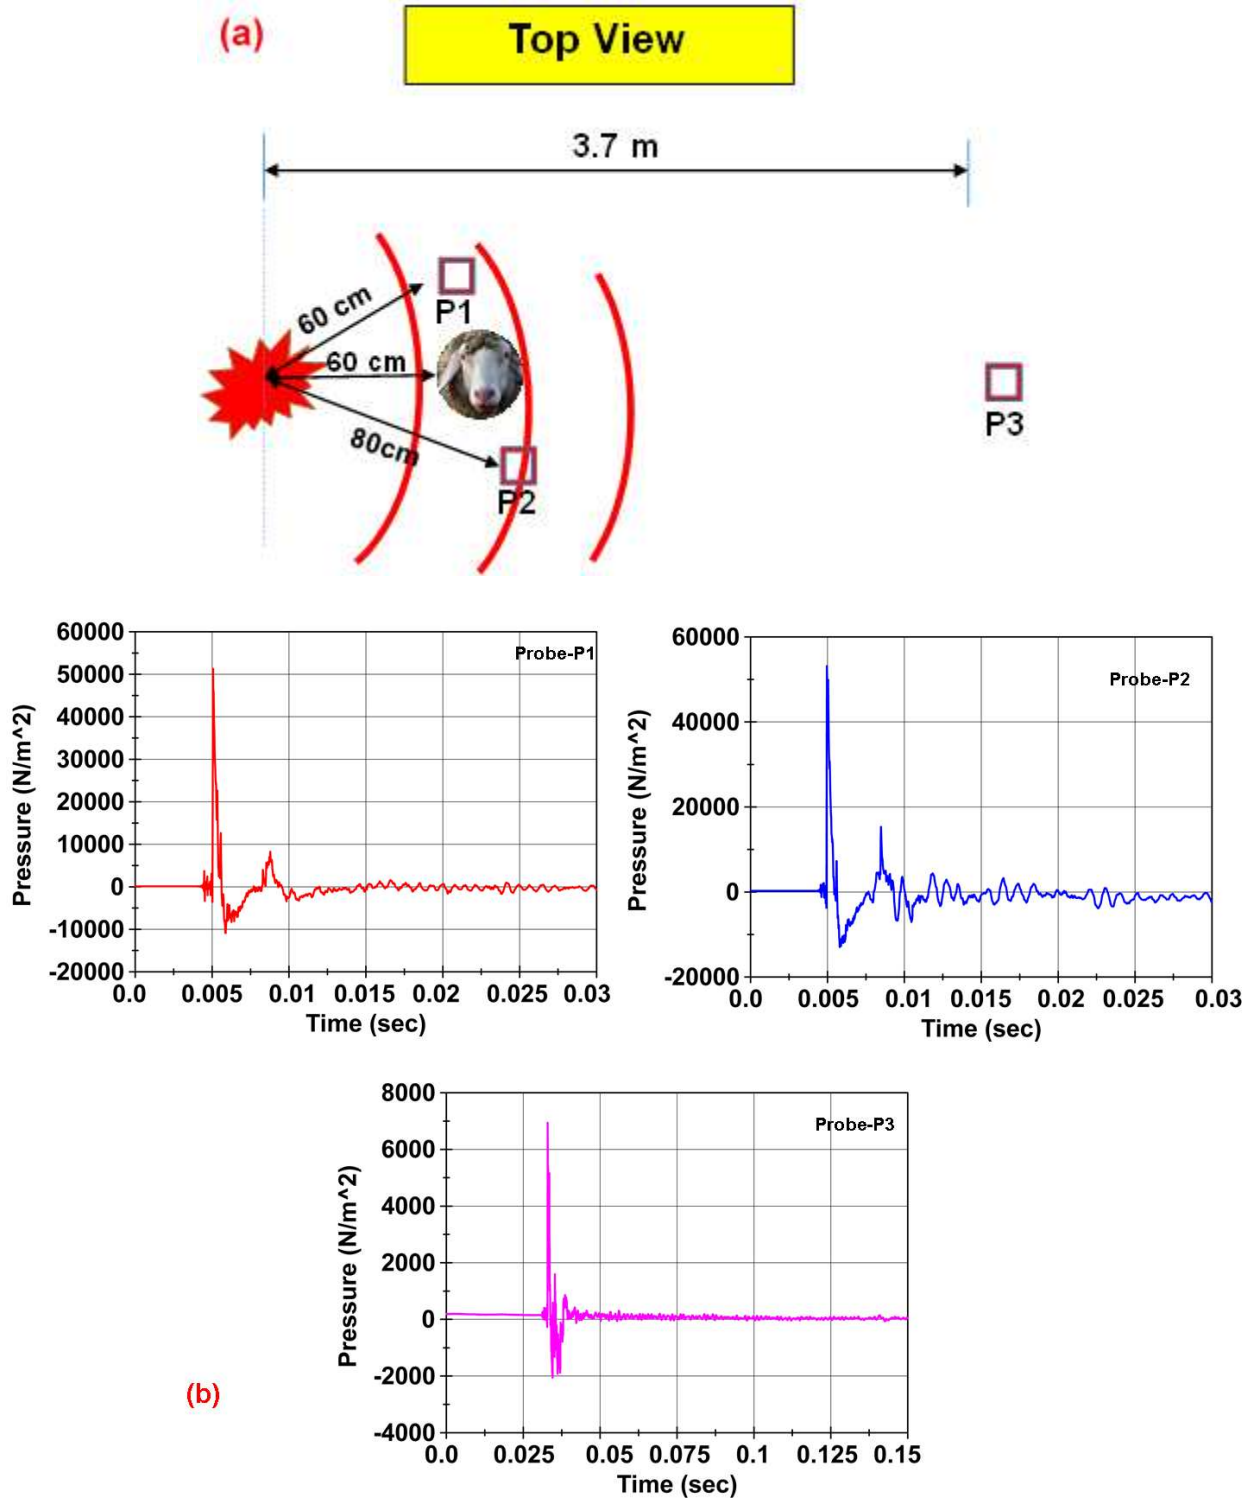 (a)
Top View
3.7 m
60 cm
P1
60 cm
80cm
P2
P3
60000
50000
40000
30000
20000
10000
0
-10000
-20000
Pressure (N/m^2)
Probe-P1
0.0 0.005 0.01 0.015 0.02 0.025 0.03
Time (sec)
60000
40000
20000
0
-20000
Pressure (N/m^2)
Probe-P2
0.0 0.005 0.01 0.015 0.02 0.025 0.03
Time (sec)
8000
6000
4000
2000
0
-2000
-4000
Pressure (N/m^2)
Probe-P3
0.0 0.025 0.05 0.075 0.1 0.125 0.15
Time (sec)
(b)